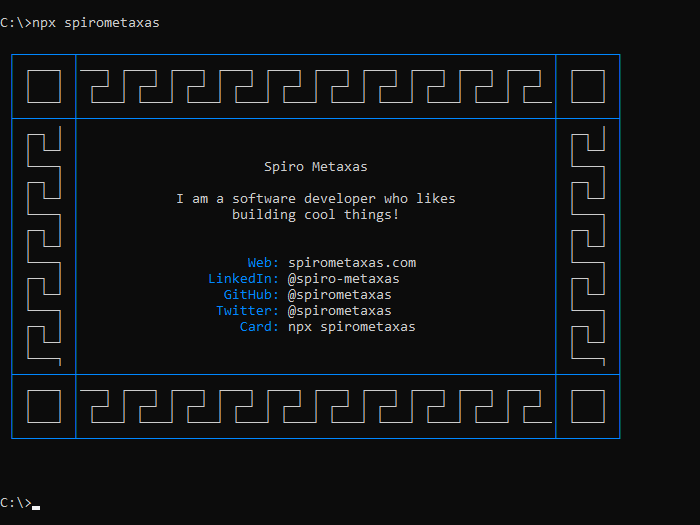 C:\>npx spirometaxas
Spiro Metaxas
I am a software developer who likes
building cool things!
Web: spirometaxas.com
LinkedIn: @spiro-metaxas
GitHub: @spirometaxas
Twitter: @spirometaxas
Card: npx spirometaxas
C:\>